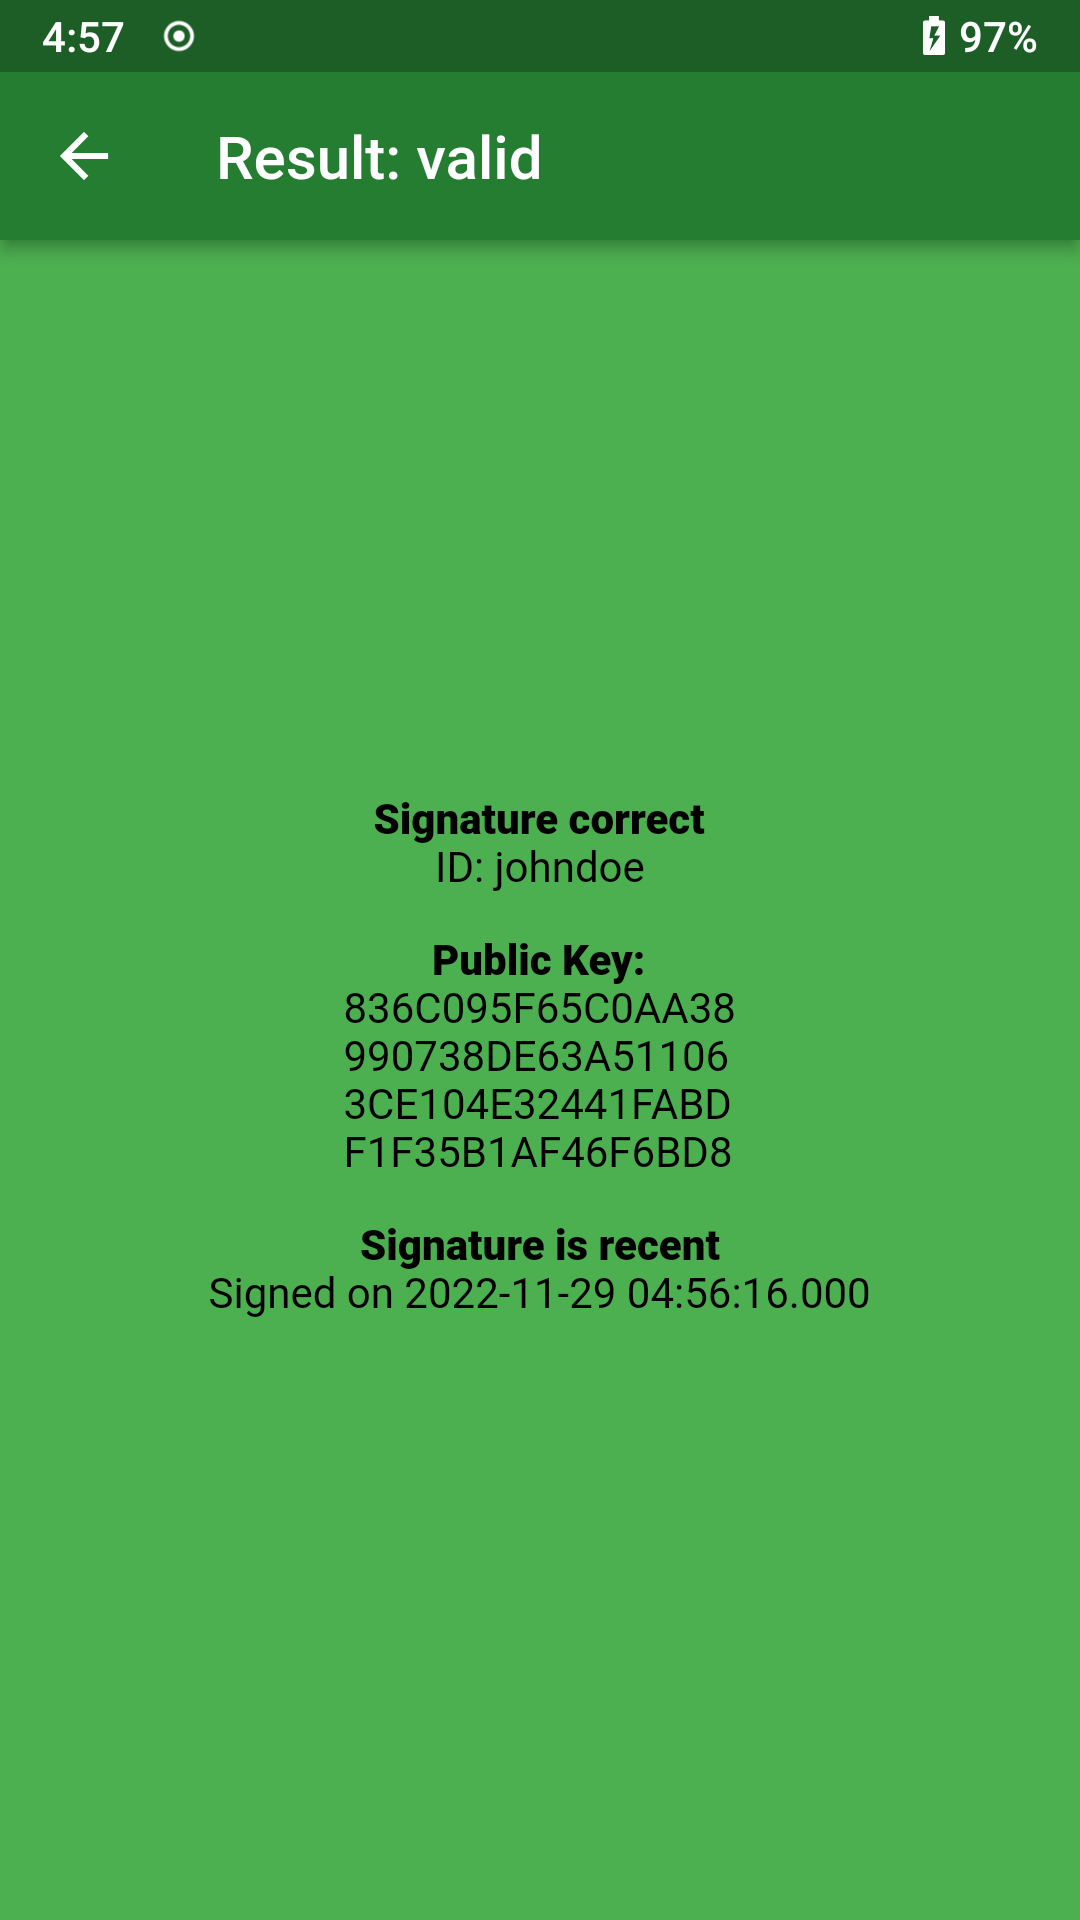 4:57 97%
Result: valid
Signature correct
ID: johndoe
Public Key:
836C095F65C0AA38
990738DE63A51106
3CE104E32441FABD
F1F35B1AF46F6BD8
Signature is recent
Signed on 2022-11-29 04:56:16.000